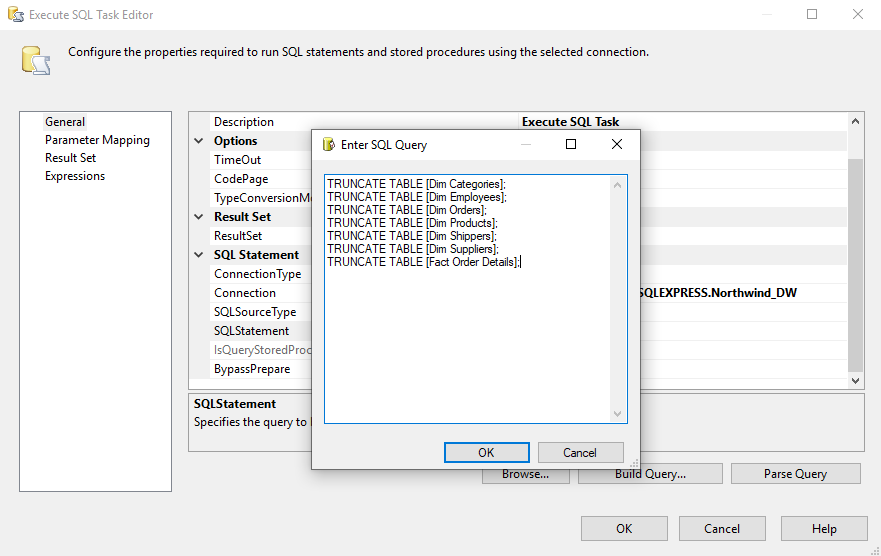 Execute SQL Task Editor
Configure the properties required to run SQL statements and stored procedures using the selected connection.
General
Parameter Mapping
Result Set
Expressions
Description
Execute SQL Task
Options
TimeOut
CodePage
Result Set
ResultSet
SQL Statement
ConnectionType
Connection
SQLEXPRESS.Northwind_DW
SQLSourceType
SQLStatement
BypassPrepare
SQLStatement
Specifies the query to
Enter SQL Query
TRUNCATE TABLE [Dim Categories];
TRUNCATE TABLE [Dim Employees];
TRUNCATE TABLE [Dim Orders];
TRUNCATE TABLE [Dim Products];
TRUNCATE TABLE [Dim Shippers];
TRUNCATE TABLE [Dim Suppliers];
TRUNCATE TABLE [Fact Order Details];
OK
Cancel
Browse...
Build Query...
Parse Query
OK
Cancel
Help